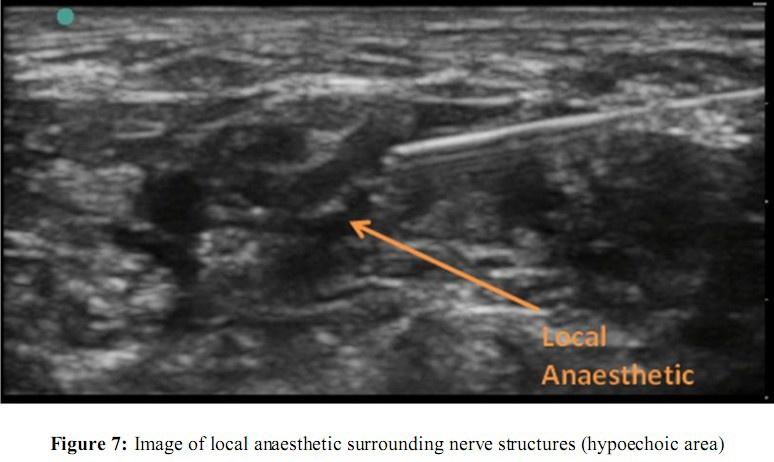 Local
Anaesthetic
Figure 7: Image of local anaesthetic surrounding nerve structures (hypoechoic area)